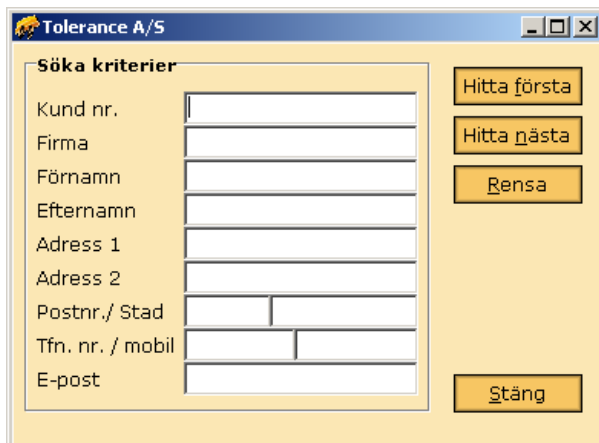 Tolerance A/S
Söka kriterier
Kund nr.
Firma
Förnamn
Efternamn
Adress 1
Adress 2
Postnr./ Stad
Tfn. nr. / mobil
E-post
Hitta första
Hitta nästa
Rensa
Stäng